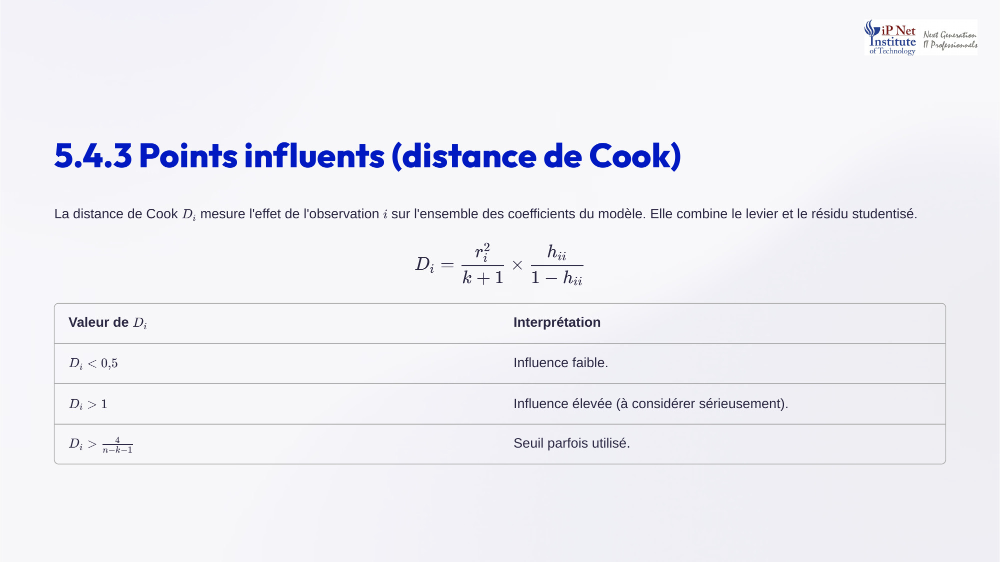 iP Net
Institute
of Technology
Next Generation
IT Professionnels
5.4.3 Points influents (distance de Cook)
La distance de Cook D_i mesure l'effet de l'observation i sur l'ensemble des coefficients du modèle. Elle combine le levier et le résidu studentisé.
D_i = \frac{r_i^2}{k+1} × \frac{h_{ii}}{1-h_{ii}}
Valeur de D_i Interprétation
D_i < 0,5 Influence faible.
D_i > 1 Influence élevée (à considérer sérieusement).
D_i > \frac{4}{n-k-1} Seuil parfois utilisé.